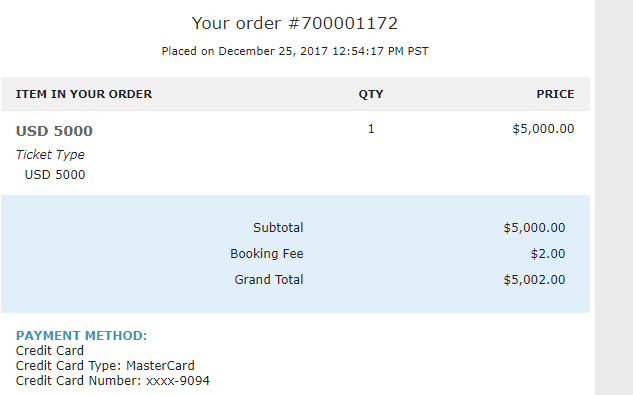 Your order #700001172
Placed on December 25, 2017 12:54:17 PM PST
ITEM IN YOUR ORDER QTY PRICE
USD 5000 1 $5,000.00
Ticket Type
USD 5000
Subtotal $5,000.00
Booking Fee $2.00
Grand Total $5,002.00
PAYMENT METHOD:
Credit Card
Credit Card Type: MasterCard
Credit Card Number: xxxx-9094